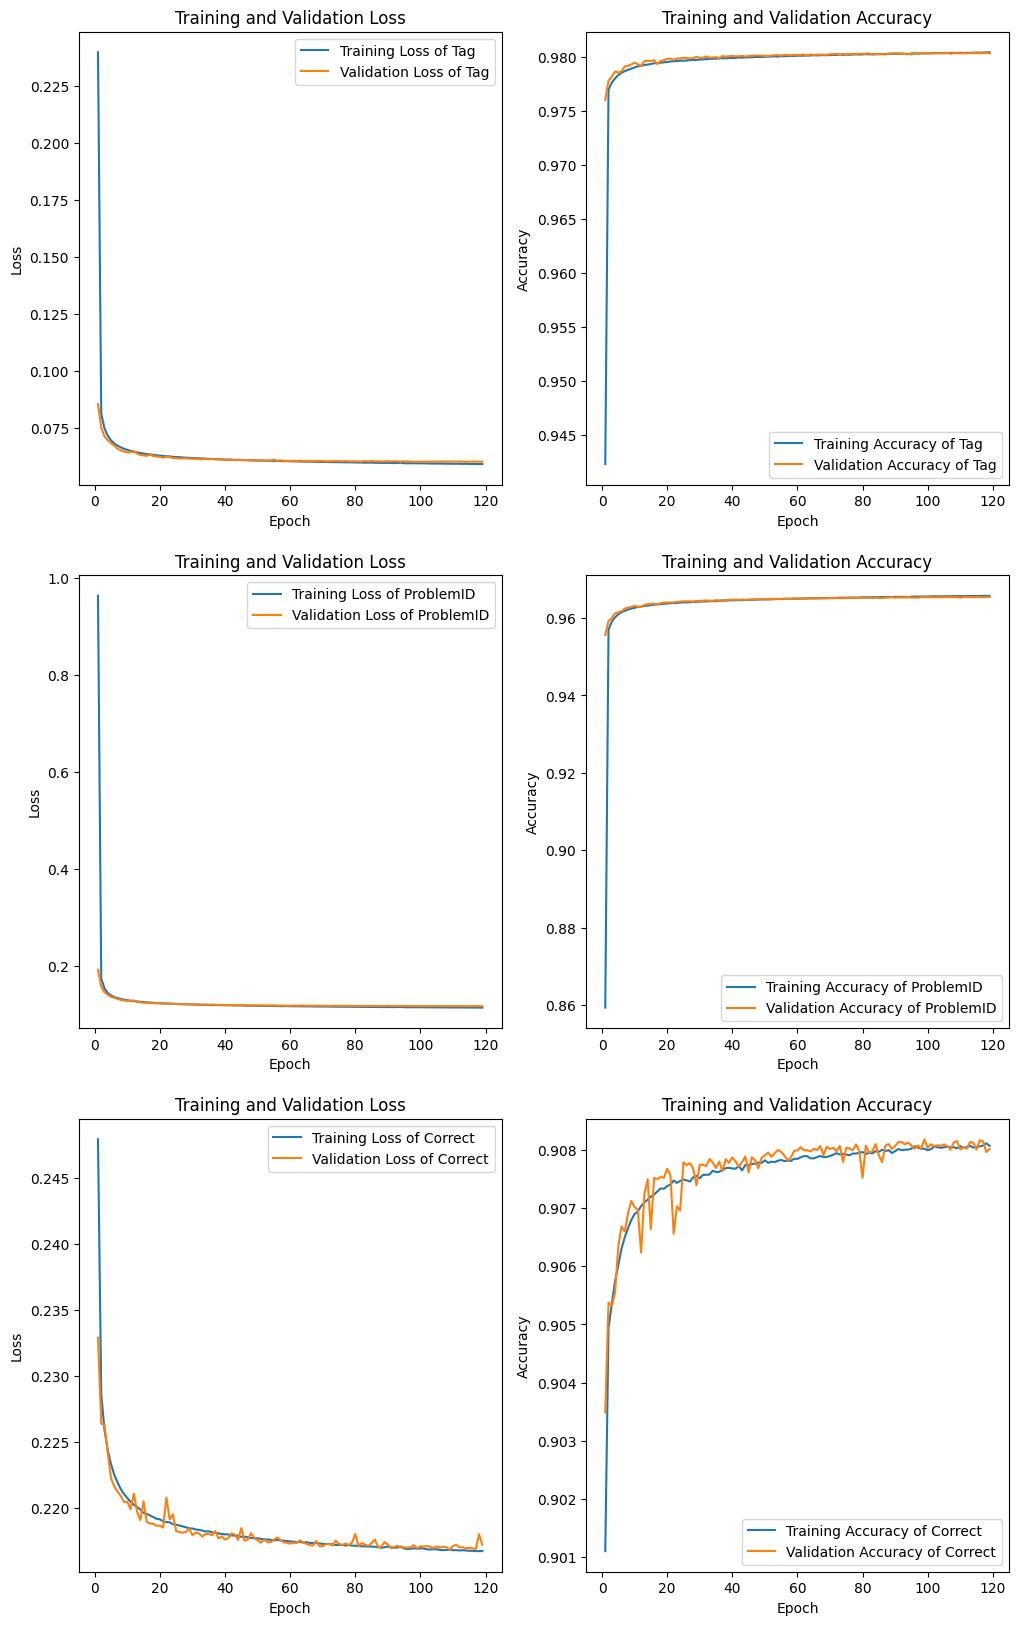 Training and Validation Loss
Training Loss of Tag
Validation Loss of Tag
0.225
0.200
0.175
0.150
0.125
0.100
0.075
Loss
0 20 40 60 80 100 120
Epoch
Training and Validation Accuracy
0.980
0.975
0.970
0.965
0.960
0.955
0.950
0.945
Accuracy
Training Accuracy of Tag
Validation Accuracy of Tag
0 20 40 60 80 100 120
Epoch
Training and Validation Loss
Training Loss of ProblemID
Validation Loss of ProblemID
1.0
0.8
0.6
0.4
0.2
Loss
0 20 40 60 80 100 120
Epoch
Training and Validation Accuracy
0.96
0.94
0.92
0.90
0.88
0.86
Accuracy
Training Accuracy of ProblemID
Validation Accuracy of ProblemID
0 20 40 60 80 100 120
Epoch
Training and Validation Loss
Training Loss of Correct
Validation Loss of Correct
0.245
0.240
0.235
0.230
0.225
0.220
Loss
0 20 40 60 80 100 120
Epoch
Training and Validation Accuracy
0.908
0.907
0.906
0.905
0.904
0.903
0.902
0.901
Accuracy
Training Accuracy of Correct
Validation Accuracy of Correct
0 20 40 60 80 100 120
Epoch